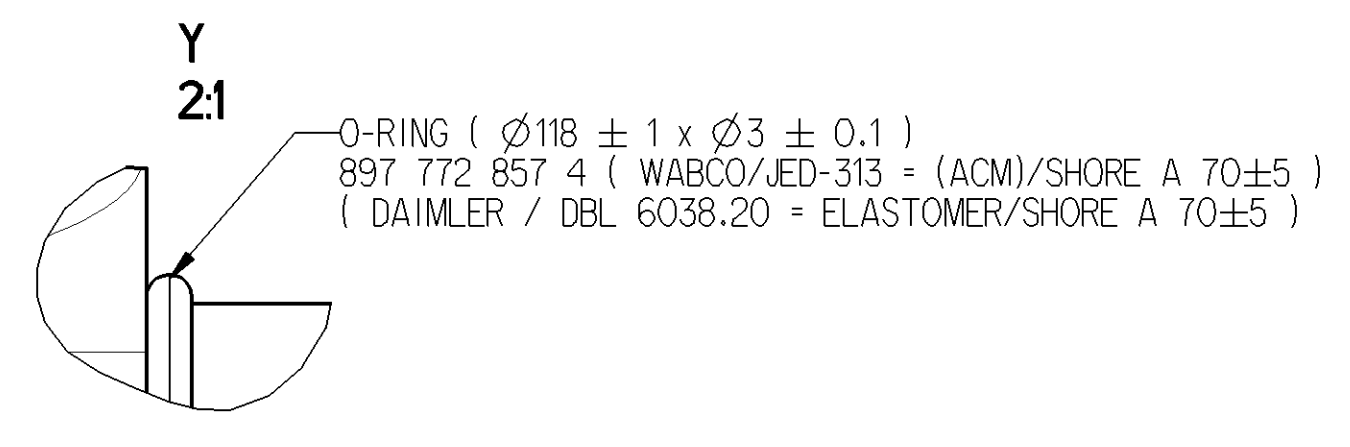 Y
2:1
O-RING ( Ø118 ± 1 x Ø3 ± 0.1 )
897 772 857 4 ( WABCO/JED-313 = (ACM)/SHORE A 70±5 )
( DAIMLER / DBL 6038.20 = ELASTOMER/SHORE A 70±5 )